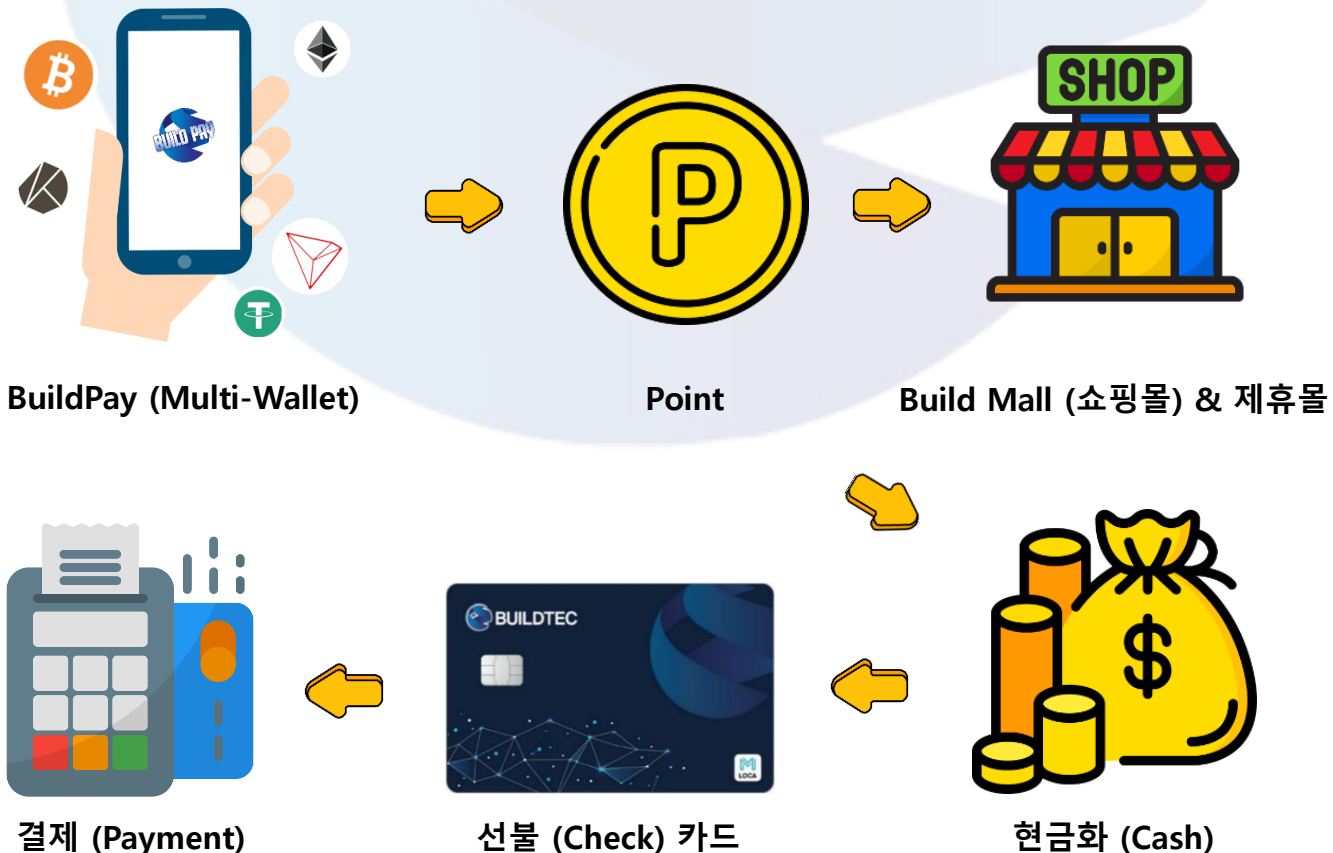 BUILD PAY
SHOP
P
BuildPay (Multi-Wallet)
Point
Build Mall (쇼핑몰) & 제휴몰
BUILDTEC
$
LOCA
결제 (Payment)
선불 (Check) 카드
현금화 (Cash)